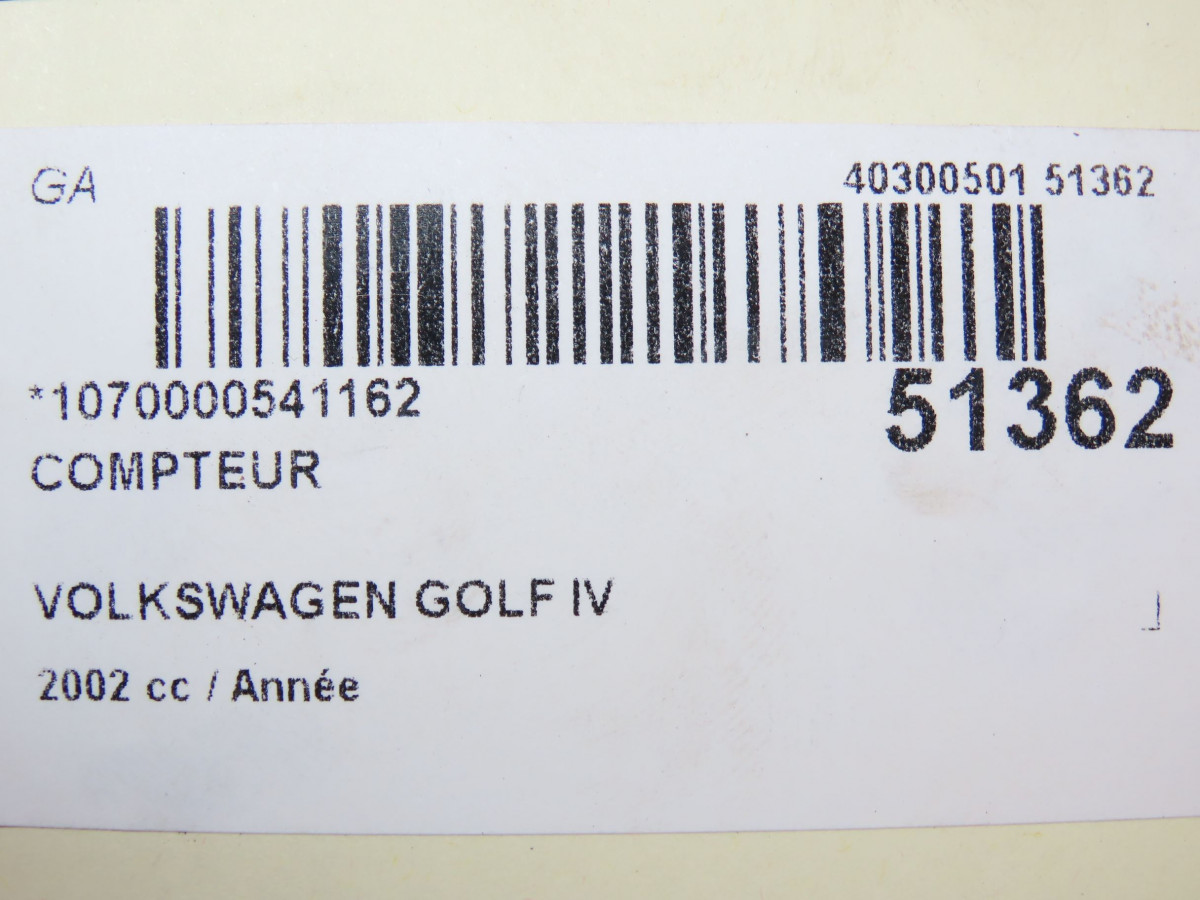 GA
40300501 51362
*1070000541162
51362
COMPTEUR
VOLKSWAGEN GOLF IV
2002 cc / Année